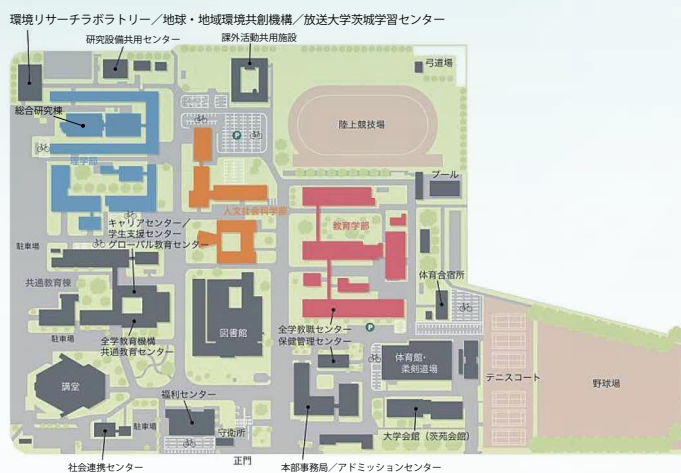 環境リサーチラボラトリー／地球・地域環境共創機構／放送大学茨城学習センター
研究設備共用センター
課外活動共用施設
弓道場
総合研究棟
P
陸上競技場
理学部
プール
人文社会科学部
教育学部
キャリアセンター／
学生支援センター
グローバル教育センター
駐車場
共通教育棟
体育合宿所
図書館
全学教職センター
保健管理センター
P
駐車場
全学教育機構
共通教育センター
体育館・
柔剣道場
テニスコート
野球場
講堂
福利センター
駐車場
守衛所
大学会館（茨苑会館）
社会連携センター
正門
本部事務局／アドミッションセンター